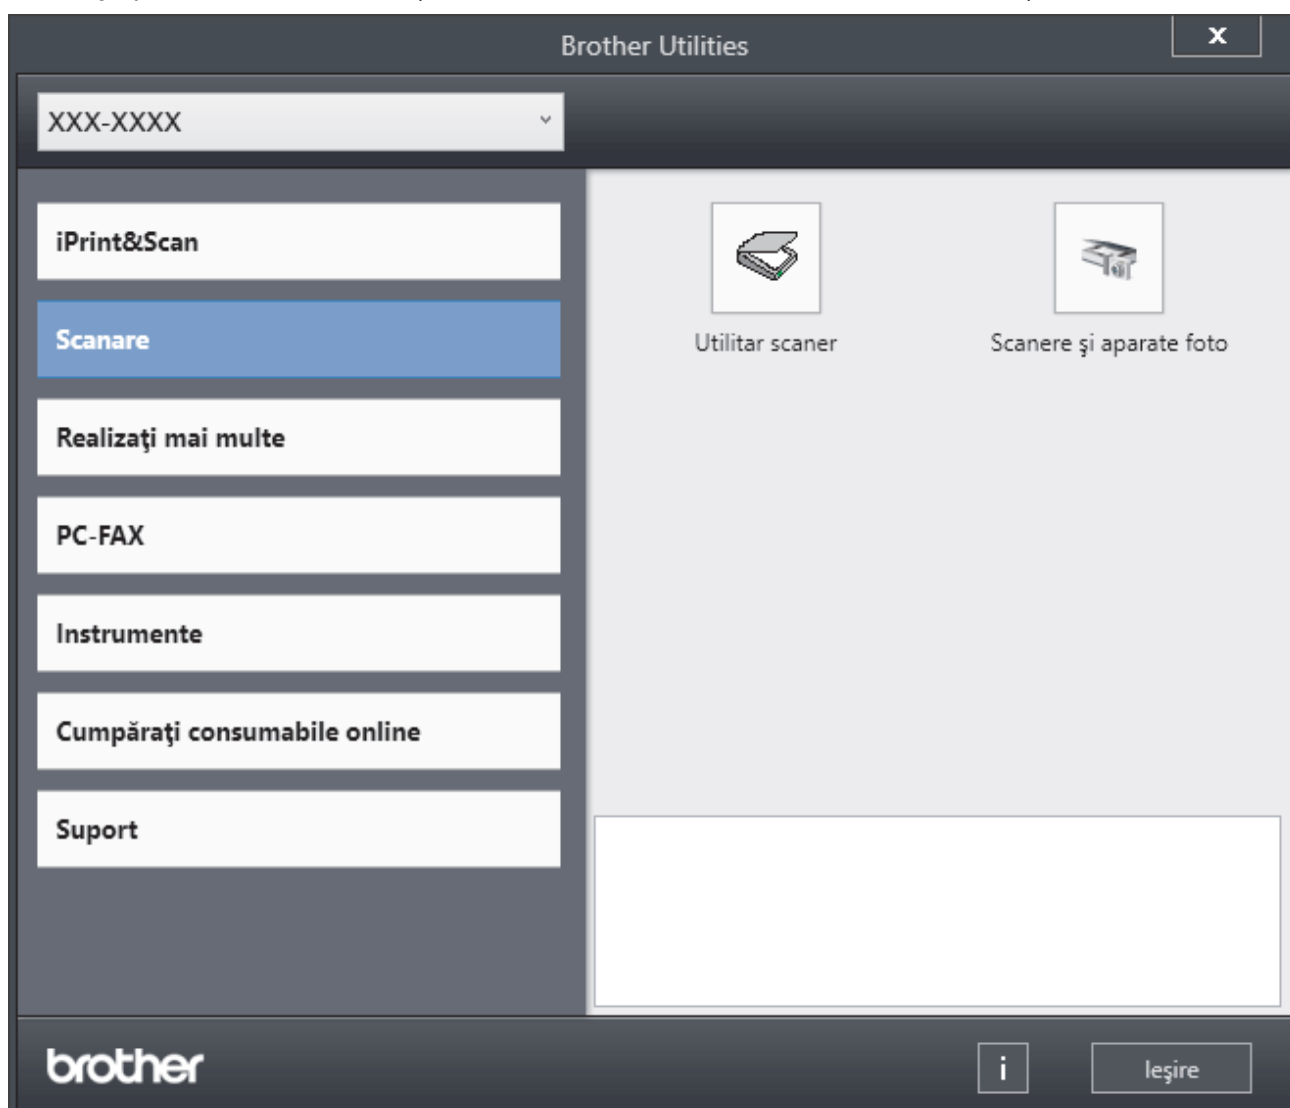 Brother Utilities
X
XXX-XXXX
iPrint&Scan
Scanare
Realizaţi mai multe
PC-FAX
Instrumente
Cumpăraţi consumabile online
Suport
Utilitar scaner
Scanere şi aparate foto
brother
i
Ieşire